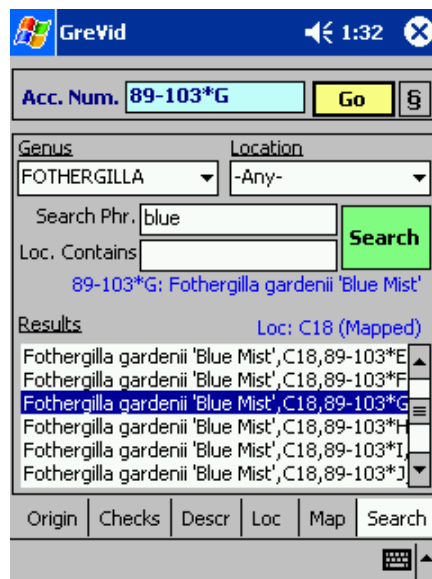 GreVid 1:32
Acc. Num. 89-103*G Go §
Genus Location
FOTHERGILLA -Any-
Search Phr. blue
Search
Loc. Contains
89-103*G: Fothergilla gardenii 'Blue Mist'
Results Loc: C18 (Mapped)
Fothergilla gardenii 'Blue Mist',C18,89-103*E
Fothergilla gardenii 'Blue Mist',C18,89-103*F
Fothergilla gardenii 'Blue Mist',C18,89-103*G
Fothergilla gardenii 'Blue Mist',C18,89-103*H
Fothergilla gardenii 'Blue Mist',C18,89-103*I,
Fothergilla gardenii 'Blue Mist',C18,89-103*J,
Origin Checks Descr Loc Map Search